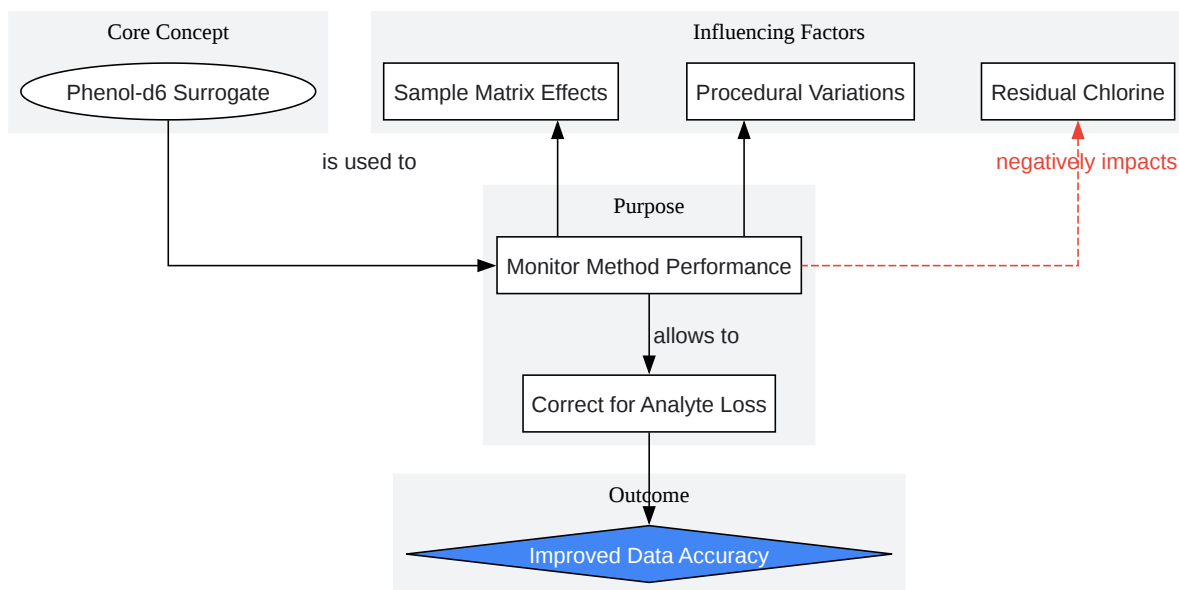 Core Concept
Influencing Factors
Phenol-d6 Surrogate
Sample Matrix Effects
Procedural Variations
Residual Chlorine
is used to
negatively impacts
Purpose
Monitor Method Performance
allows to
Correct for Analyte Loss
Outcome
Improved Data Accuracy